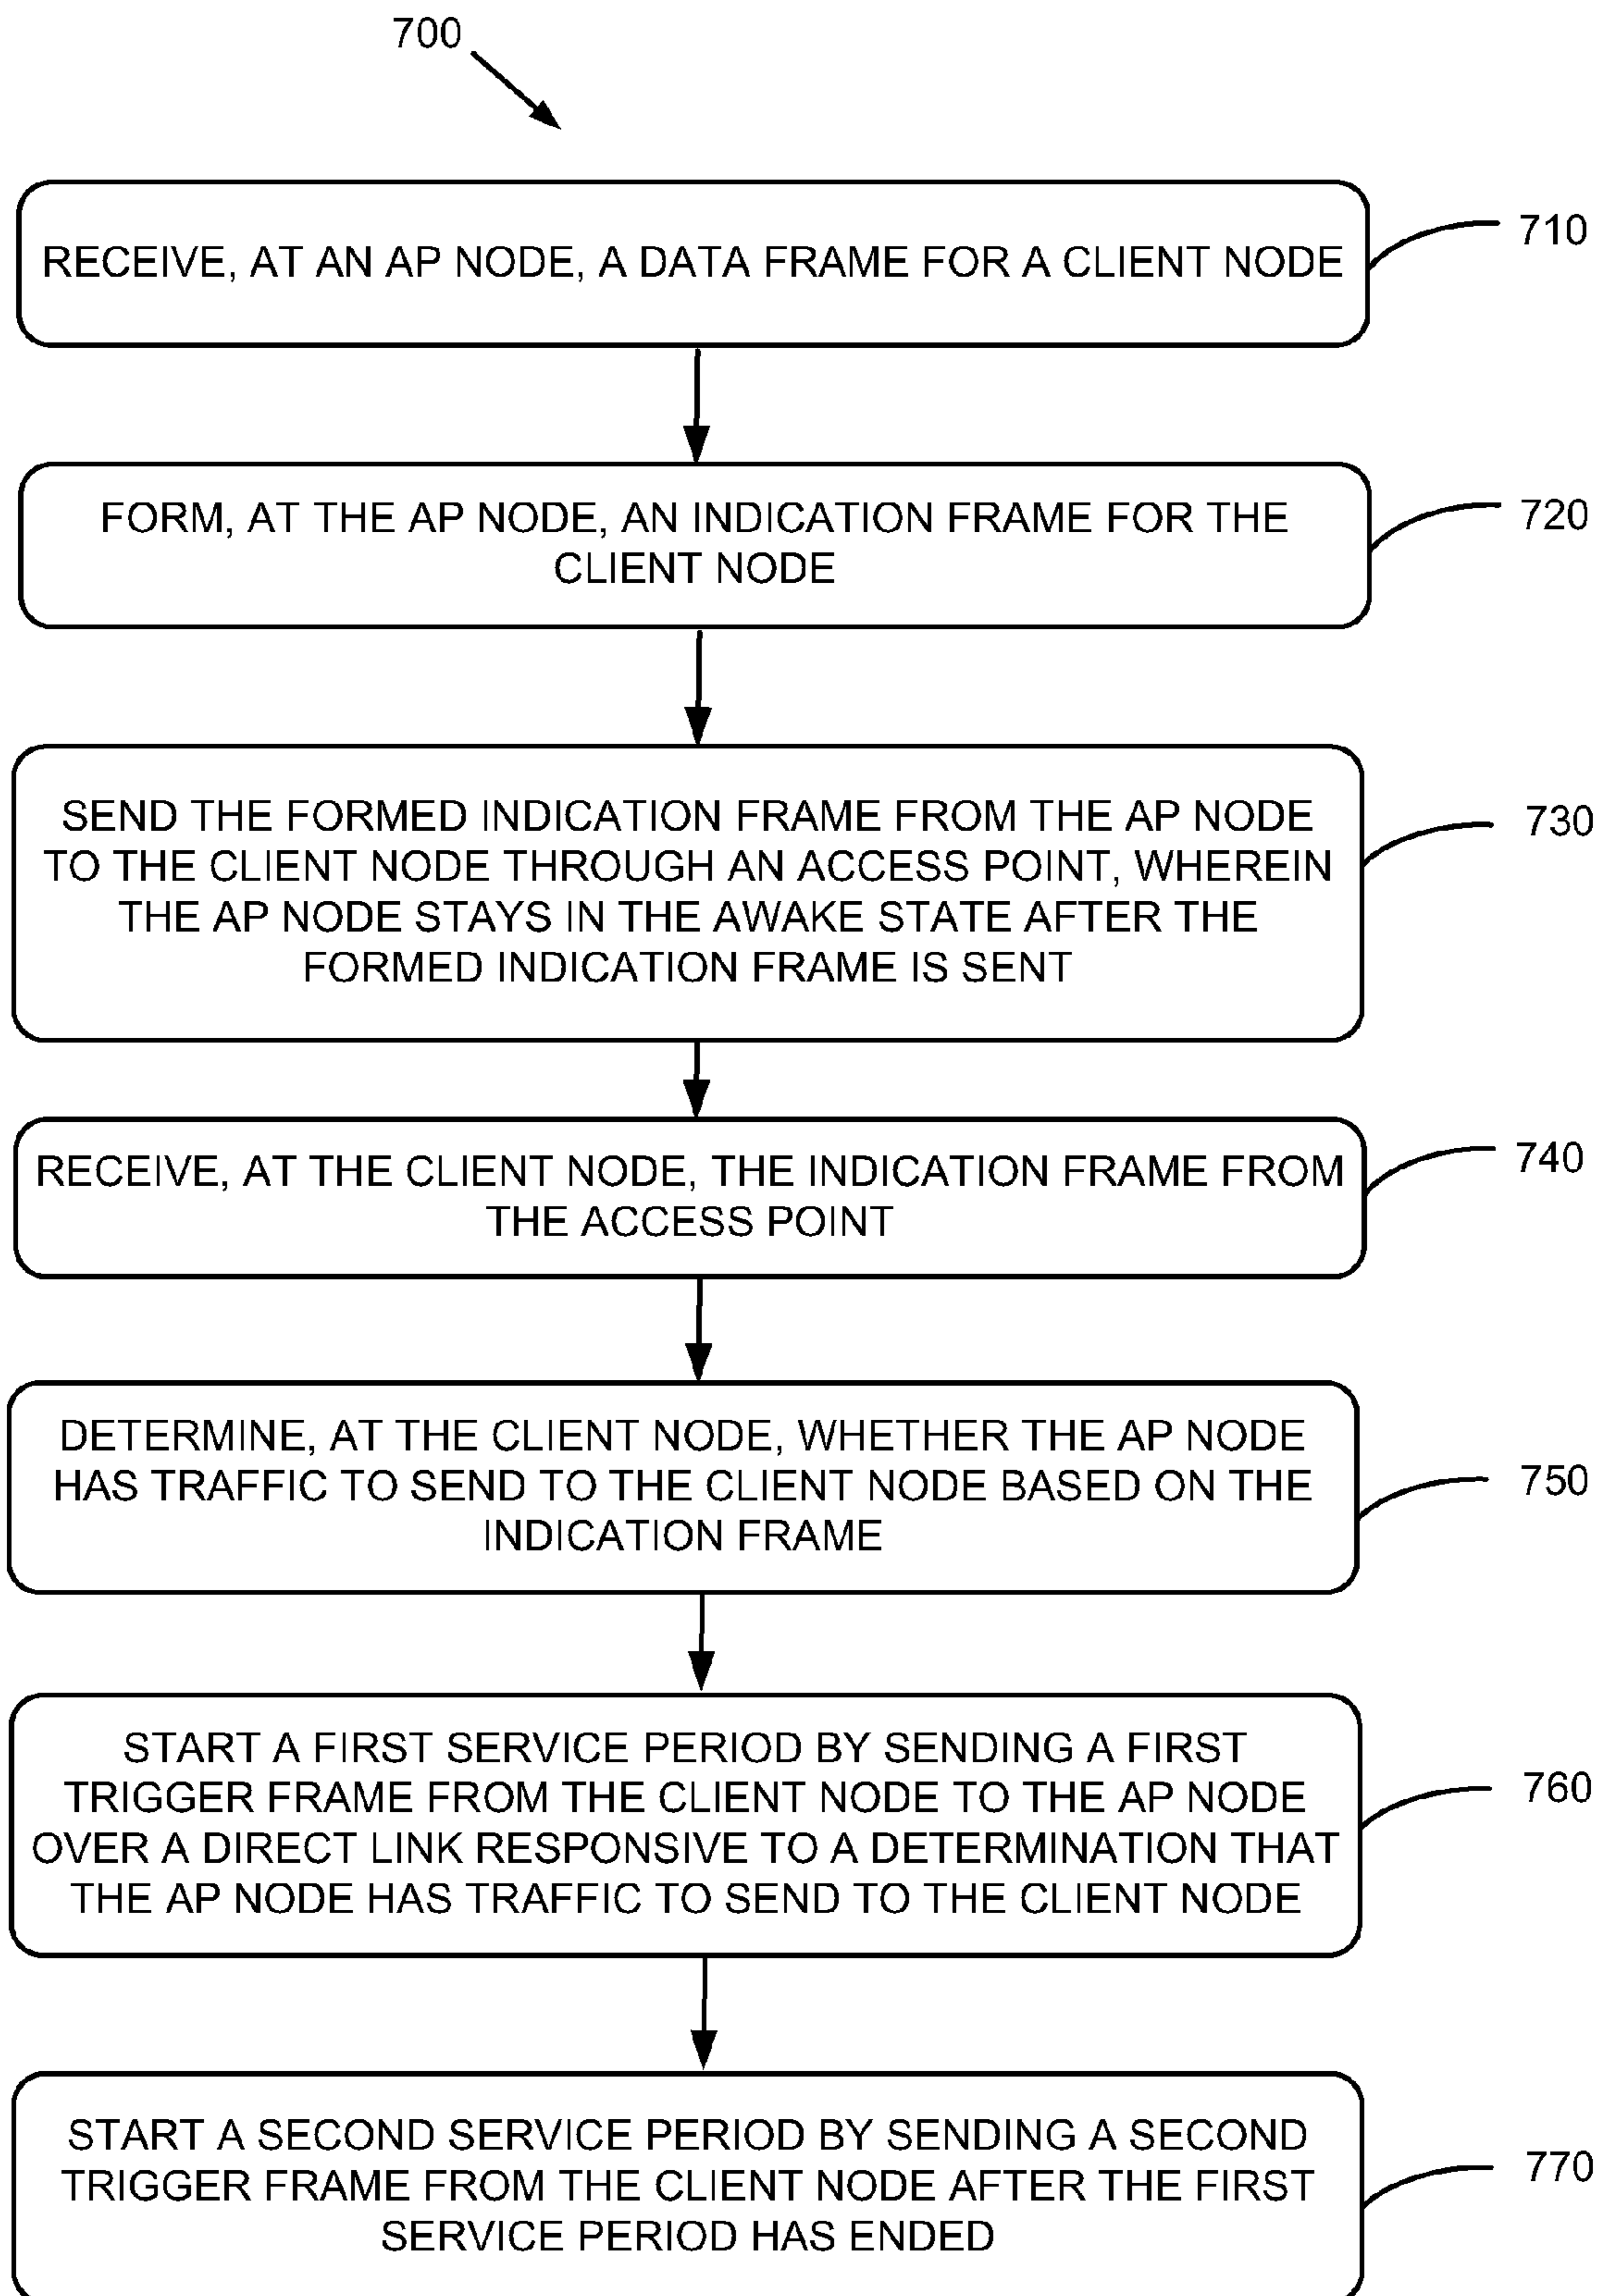 700
RECEIVE, AT AN AP NODE, A DATA FRAME FOR A CLIENT NODE
710
FORM, AT THE AP NODE, AN INDICATION FRAME FOR THE
CLIENT NODE
720
SEND THE FORMED INDICATION FRAME FROM THE AP NODE
TO THE CLIENT NODE THROUGH AN ACCESS POINT, WHEREIN
THE AP NODE STAYS IN THE AWAKE STATE AFTER THE
FORMED INDICATION FRAME IS SENT
730
RECEIVE, AT THE CLIENT NODE, THE INDICATION FRAME FROM
THE ACCESS POINT
740
DETERMINE, AT THE CLIENT NODE, WHETHER THE AP NODE
HAS TRAFFIC TO SEND TO THE CLIENT NODE BASED ON THE
INDICATION FRAME
750
START A FIRST SERVICE PERIOD BY SENDING A FIRST
TRIGGER FRAME FROM THE CLIENT NODE TO THE AP NODE
OVER A DIRECT LINK RESPONSIVE TO A DETERMINATION THAT
THE AP NODE HAS TRAFFIC TO SEND TO THE CLIENT NODE
760
START A SECOND SERVICE PERIOD BY SENDING A SECOND
TRIGGER FRAME FROM THE CLIENT NODE AFTER THE FIRST
SERVICE PERIOD HAS ENDED
770